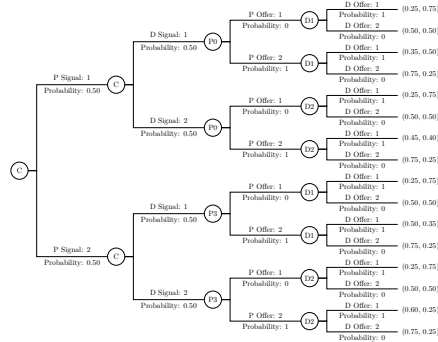 C
P Signal: 1
Probability: 0.50
C
D Signal: 1
Probability: 0.50
P0
P Offer: 1
Probability: 0
D1
D Offer: 1
Probability: 1
(0.25, 0.75)
D Offer: 2
Probability: 0
(0.50, 0.50)
P Offer: 2
Probability: 1
D1
D Offer: 1
Probability: 1
(0.35, 0.50)
D Offer: 2
Probability: 0
(0.75, 0.25)
D Signal: 2
Probability: 0.50
P0
P Offer: 1
Probability: 0
D2
D Offer: 1
Probability: 1
(0.25, 0.75)
D Offer: 2
Probability: 0
(0.50, 0.50)
P Offer: 2
Probability: 1
D2
D Offer: 1
Probability: 1
(0.45, 0.40)
D Offer: 2
Probability: 0
(0.75, 0.25)
P Signal: 2
Probability: 0.50
C
D Signal: 1
Probability: 0.50
P3
P Offer: 1
Probability: 0
D1
D Offer: 1
Probability: 1
(0.25, 0.75)
D Offer: 2
Probability: 0
(0.50, 0.50)
P Offer: 2
Probability: 1
D1
D Offer: 1
Probability: 1
(0.50, 0.35)
D Offer: 2
Probability: 0
(0.75, 0.25)
D Signal: 2
Probability: 0.50
P3
P Offer: 1
Probability: 0
D2
D Offer: 1
Probability: 1
(0.25, 0.75)
D Offer: 2
Probability: 0
(0.50, 0.50)
P Offer: 2
Probability: 1
D2
D Offer: 1
Probability: 1
(0.60, 0.25)
D Offer: 2
Probability: 0
(0.75, 0.25)